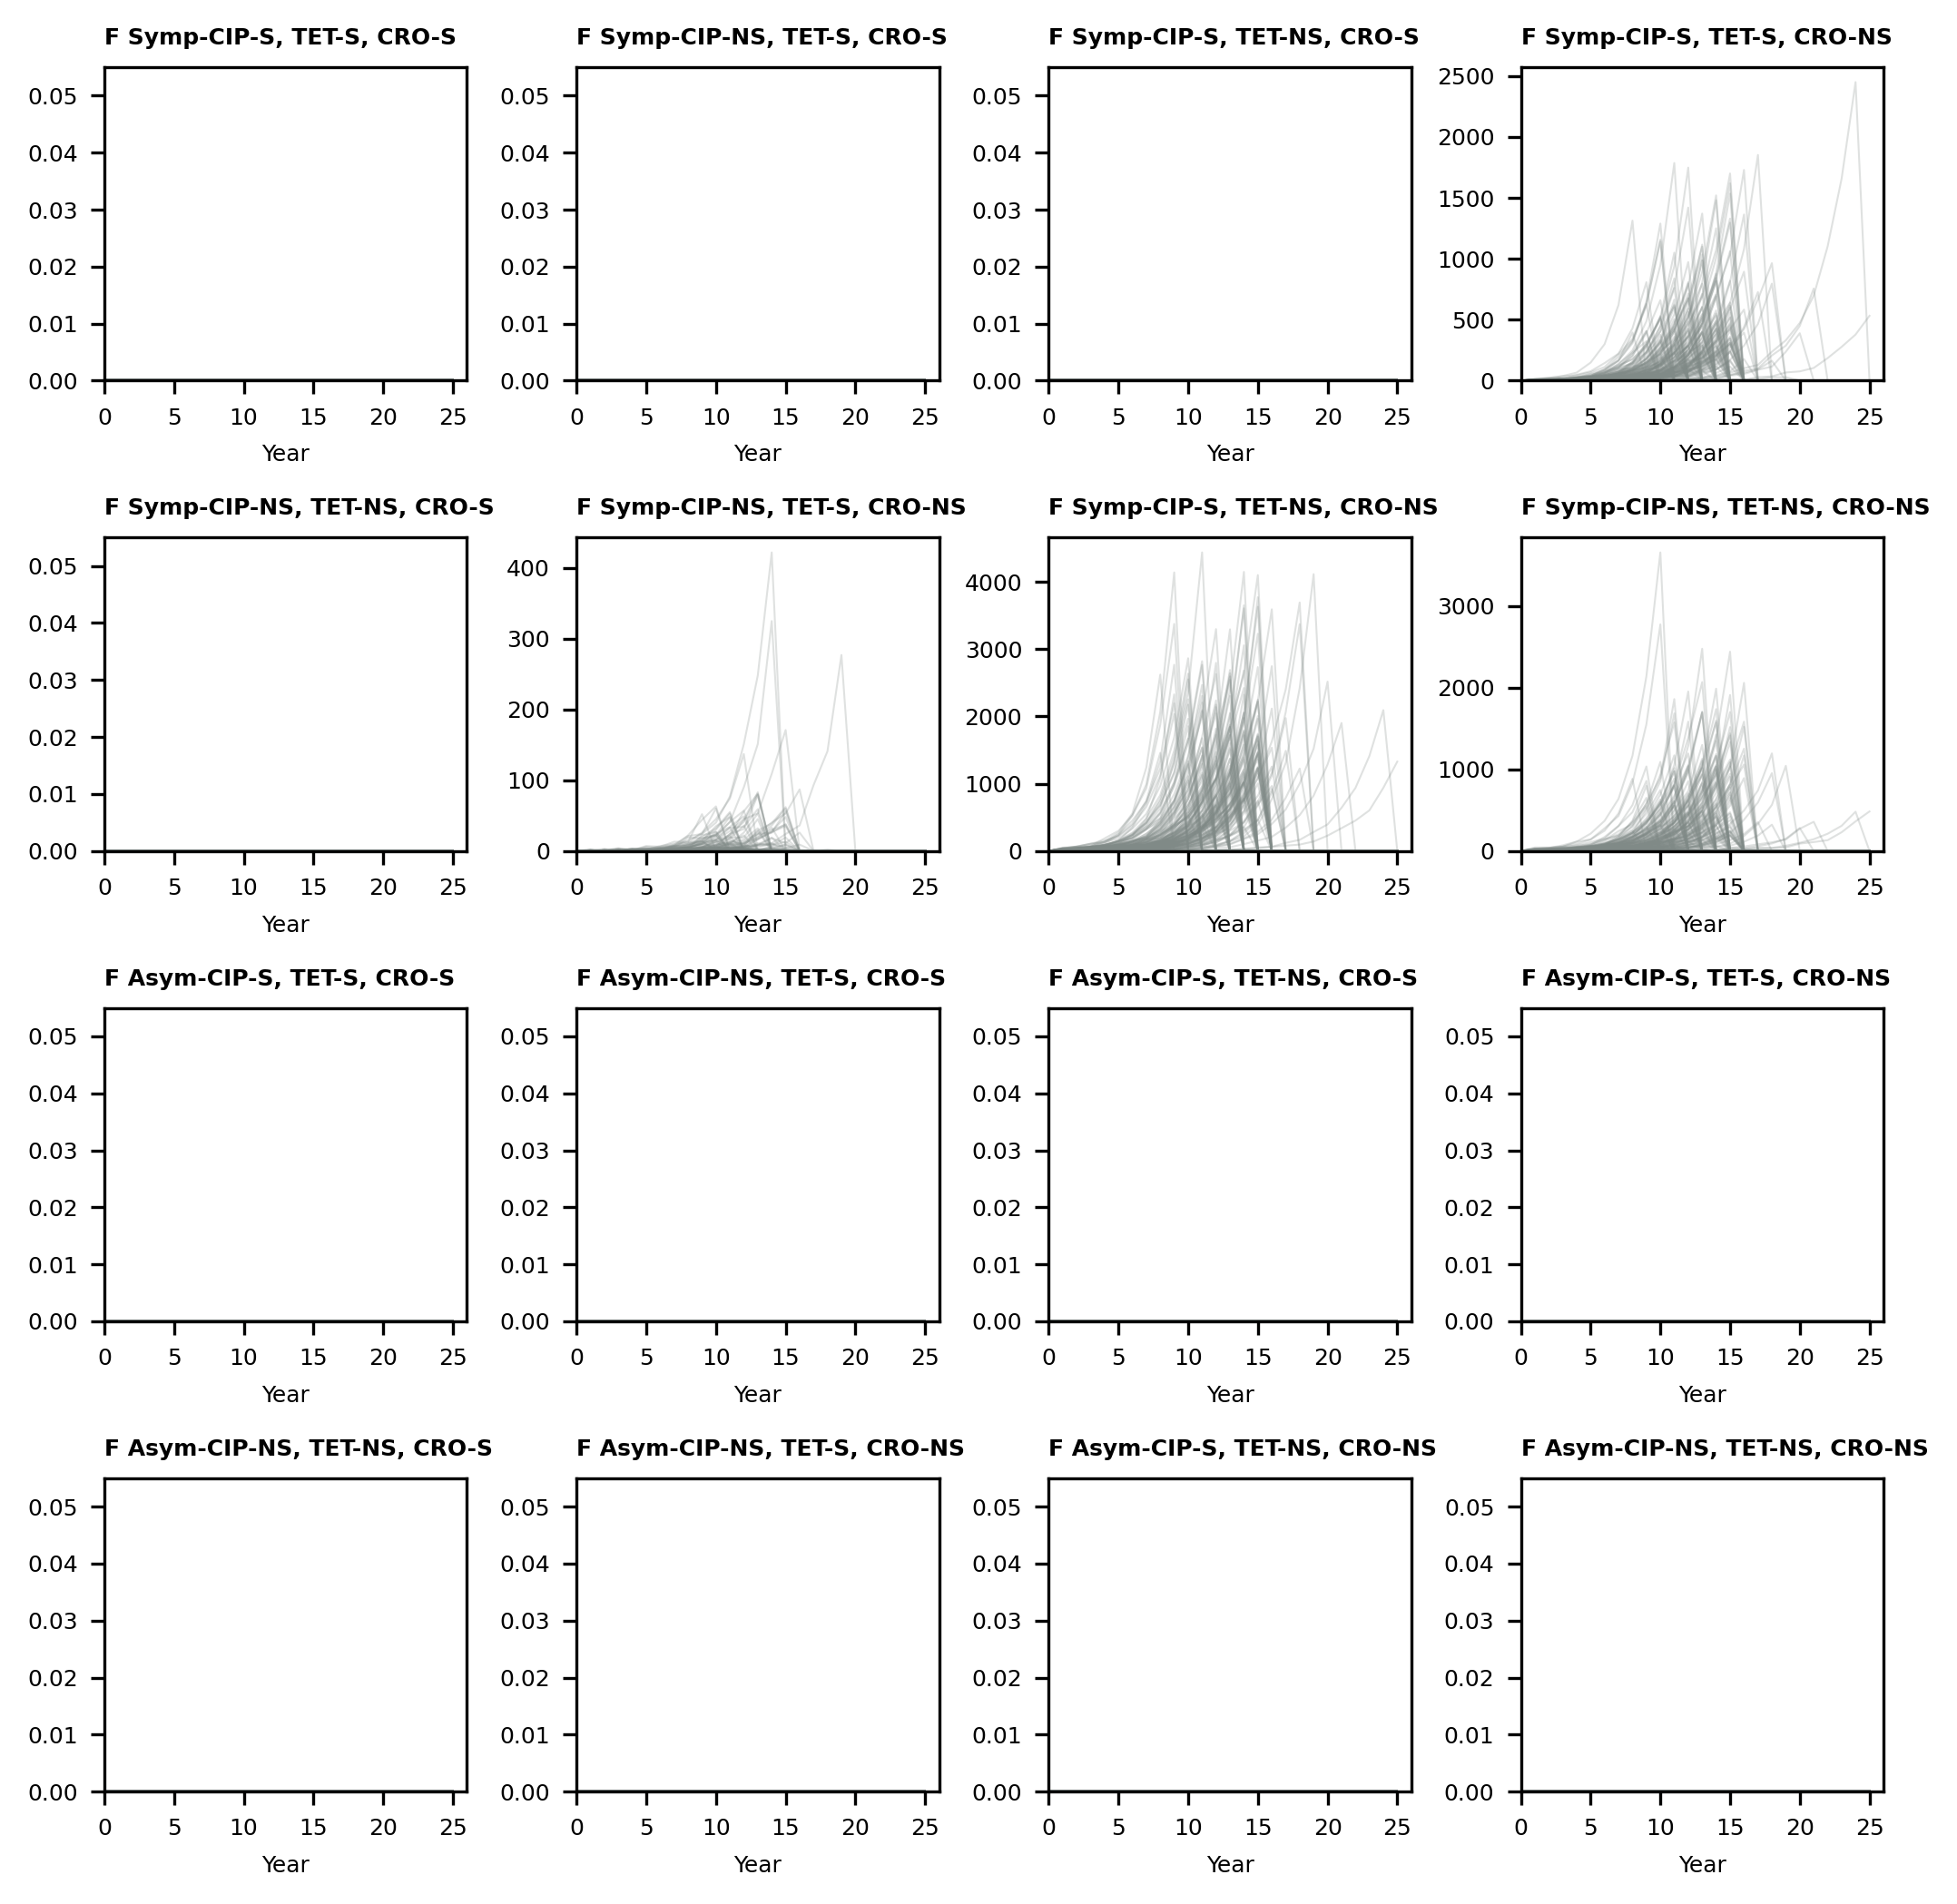 F Symp-CIP-S, TET-S, CRO-S
0.05
0.04
0.03
0.02
0.01
0.00
0 5 10 15 20 25
Year
F Symp-CIP-NS, TET-S, CRO-S
0.05
0.04
0.03
0.02
0.01
0.00
0 5 10 15 20 25
Year
F Symp-CIP-S, TET-NS, CRO-S
0.05
0.04
0.03
0.02
0.01
0.00
0 5 10 15 20 25
Year
F Symp-CIP-S, TET-S, CRO-NS
2500
2000
1500
1000
500
0
0 5 10 15 20 25
Year
F Symp-CIP-NS, TET-NS, CRO-S
0.05
0.04
0.03
0.02
0.01
0.00
0 5 10 15 20 25
Year
F Symp-CIP-NS, TET-S, CRO-NS
400
300
200
100
0
0 5 10 15 20 25
Year
F Symp-CIP-S, TET-NS, CRO-NS
4000
3000
2000
1000
0
0 5 10 15 20 25
Year
F Symp-CIP-NS, TET-NS, CRO-NS
3000
2000
1000
0
0 5 10 15 20 25
Year
F Asym-CIP-S, TET-S, CRO-S
0.05
0.04
0.03
0.02
0.01
0.00
0 5 10 15 20 25
Year
F Asym-CIP-NS, TET-S, CRO-S
0.05
0.04
0.03
0.02
0.01
0.00
0 5 10 15 20 25
Year
F Asym-CIP-S, TET-NS, CRO-S
0.05
0.04
0.03
0.02
0.01
0.00
0 5 10 15 20 25
Year
F Asym-CIP-S, TET-S, CRO-NS
0.05
0.04
0.03
0.02
0.01
0.00
0 5 10 15 20 25
Year
F Asym-CIP-NS, TET-NS, CRO-S
0.05
0.04
0.03
0.02
0.01
0.00
0 5 10 15 20 25
Year
F Asym-CIP-NS, TET-S, CRO-NS
0.05
0.04
0.03
0.02
0.01
0.00
0 5 10 15 20 25
Year
F Asym-CIP-S, TET-NS, CRO-NS
0.05
0.04
0.03
0.02
0.01
0.00
0 5 10 15 20 25
Year
F Asym-CIP-NS, TET-NS, CRO-NS
0.05
0.04
0.03
0.02
0.01
0.00
0 5 10 15 20 25
Year